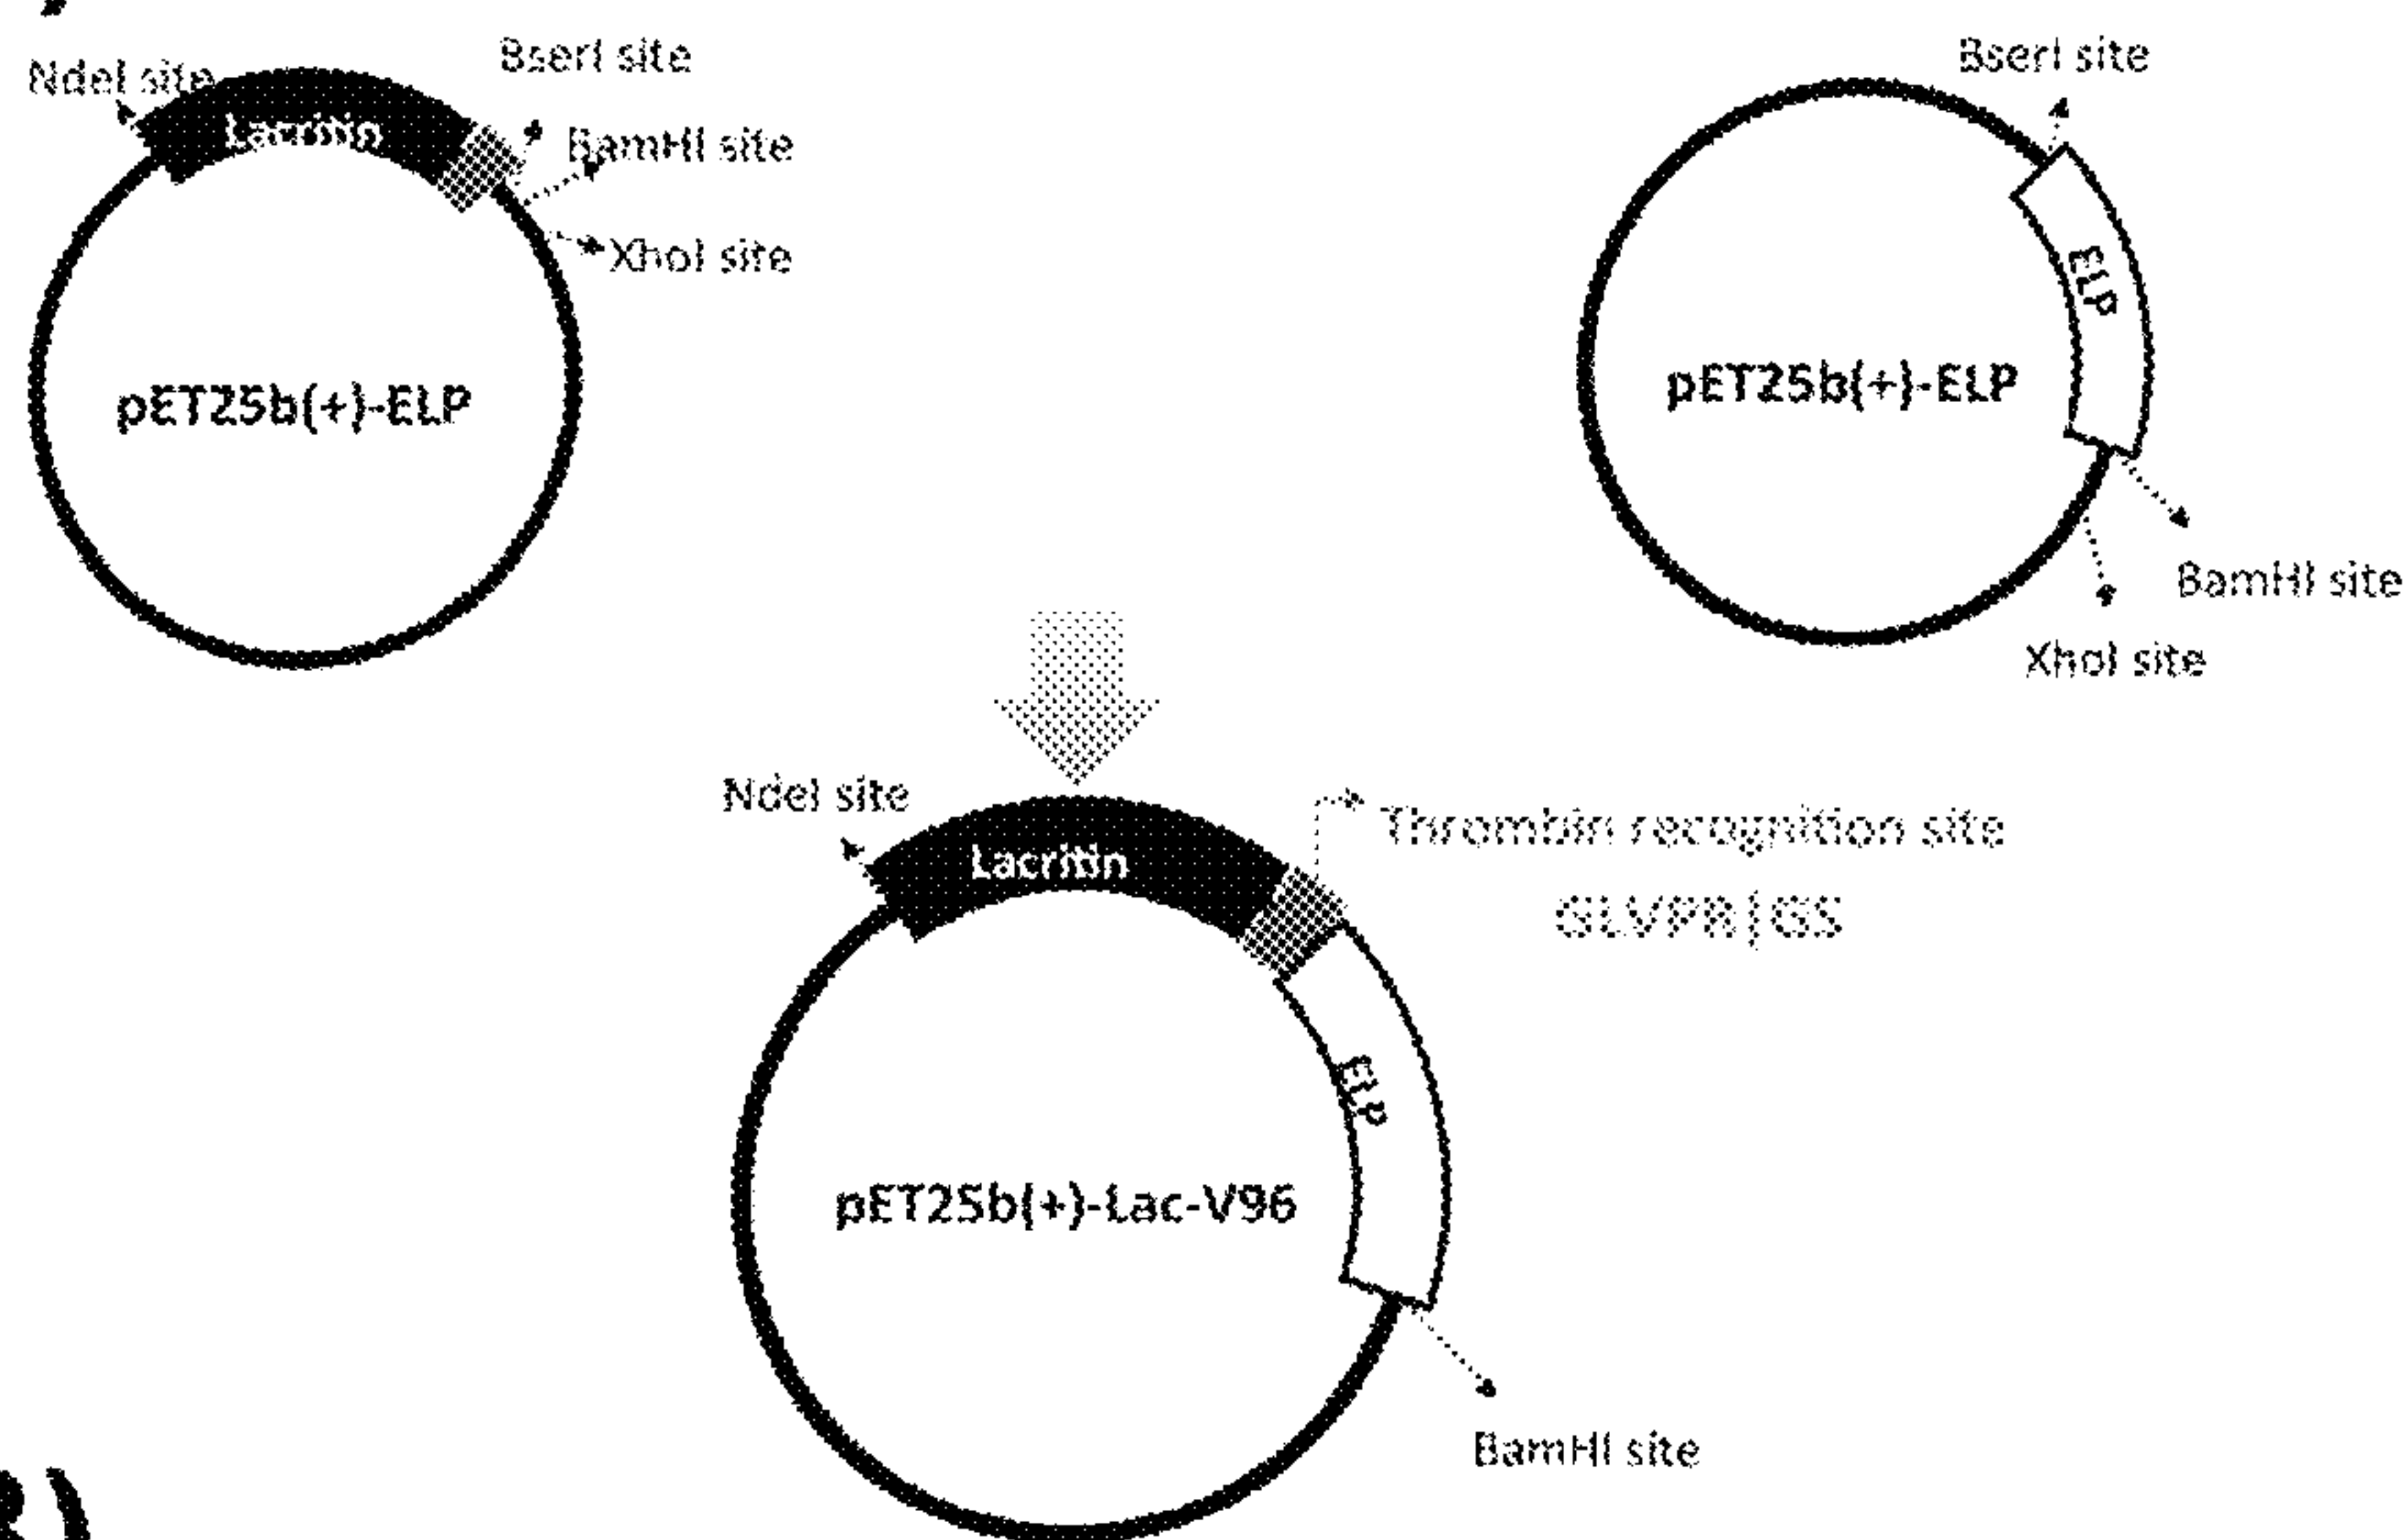 NdeI site
BserI site
Lacritin
BamHI site
XhoI site
pET25b(+)-ELP
BserI site
ELP
pET25b(+)-ELP
BamHI site
XhoI site
NdeI site
Lacritin
Thrombin recognition site
GLVPR|GS
ELP
pET25b(+)-Lac-V96
BamHI site